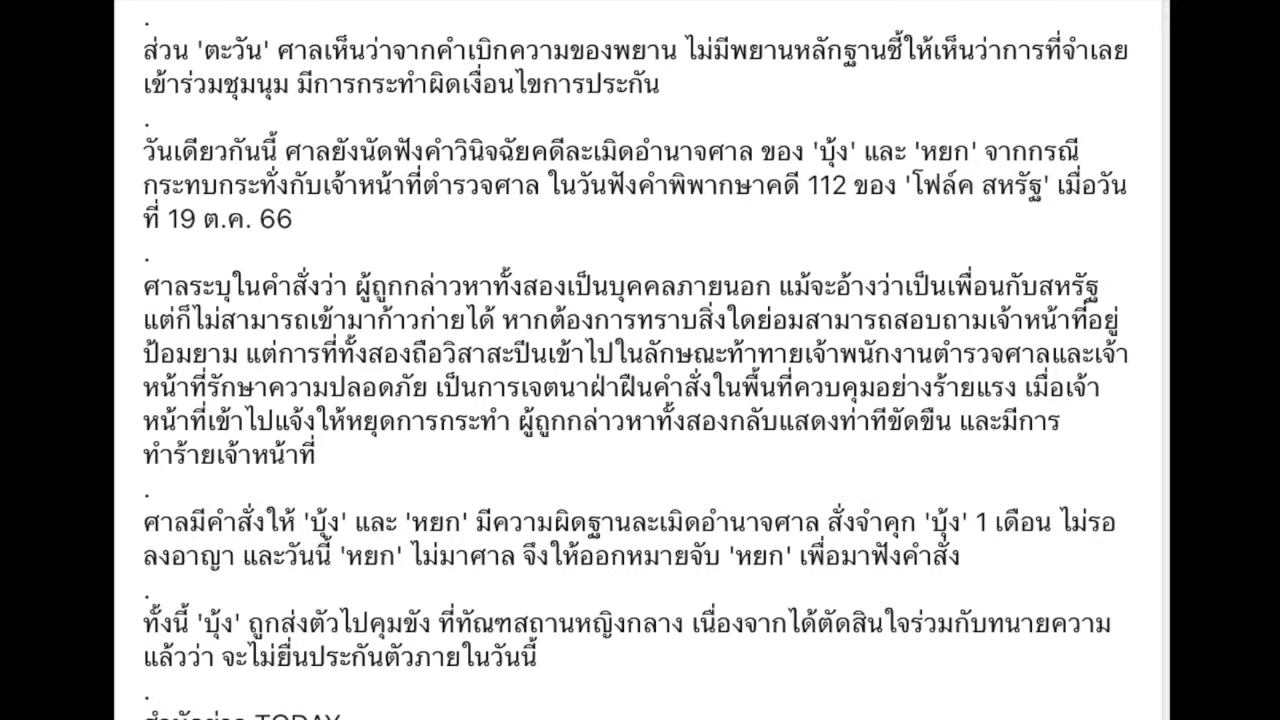 .
ส่วน 'ตะวัน' ศาลเห็นว่าจากคำเบิกความของพยาน ไม่มีพยานหลักฐานชี้ให้เห็นว่าการที่จำเลย
เข้าร่วมชุมนุม มีการกระทำผิดเงื่อนไขการประกัน
.
วันเดียวกันนี้ ศาลยังนัดฟังคำวินิจฉัยคดีละเมิดอำนาจศาล ของ 'บุ้ง' และ 'หยก' จากกรณี
กระทบกระทั่งกับเจ้าหน้าที่ตำรวจศาล ในวันฟังคำพิพากษาคดี 112 ของ 'โฟล์ค สหรัฐ' เมื่อวัน
ที่ 19 ต.ค. 66
.
ศาลระบุในคำสั่งว่า ผู้ถูกกล่าวหาทั้งสองเป็นบุคคลภายนอก แม้จะอ้างว่าเป็นเพื่อนกับสหรัฐ
แต่ก็ไม่สามารถเข้ามาก้าวก่ายได้ หากต้องการทราบสิ่งใดย่อมสามารถสอบถามเจ้าหน้าที่อยู่
ป้อมยาม แต่การที่ทั้งสองถือวิสาสะปีนเข้าไปในลักษณะท้าทายเจ้าพนักงานตำรวจศาลและเจ้า
หน้าที่รักษาความปลอดภัย เป็นการเจตนาฝ่าฝืนคำสั่งในพื้นที่ควบคุมอย่างร้ายแรง เมื่อเจ้า
หน้าที่เข้าไปแจ้งให้หยุดการกระทำ ผู้ถูกกล่าวหาทั้งสองกลับแสดงท่าทีขัดขืน และมีการ
ทำร้ายเจ้าหน้าที่
.
ศาลมีคำสั่งให้ 'บุ้ง' และ 'หยก' มีความผิดฐานละเมิดอำนาจศาล สั่งจำคุก 'บุ้ง' 1 เดือน ไม่รอ
ลงอาญา และวันนี้ 'หยก' ไม่มาศาล จึงให้ออกหมายจับ 'หยก' เพื่อมาฟังคำสั่ง
.
ทั้งนี้ 'บุ้ง' ถูกส่งตัวไปคุมขัง ที่ทัณฑสถานหญิงกลาง เนื่องจากได้ตัดสินใจร่วมกับทนายความ
แล้วว่า จะไม่ยื่นประกันตัวภายในวันนี้
.
สำนักข่าว TODAY